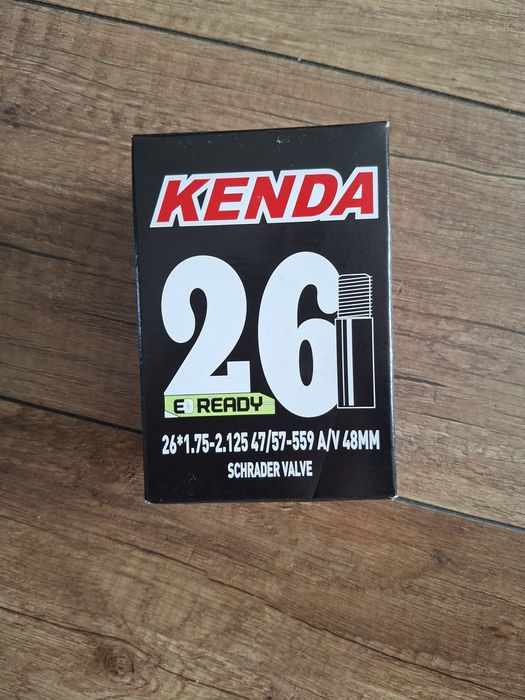 KENDA
26
E READY
26*1.75-2.125 47/57-559 A/V 48MM
SCHRADER VALVE